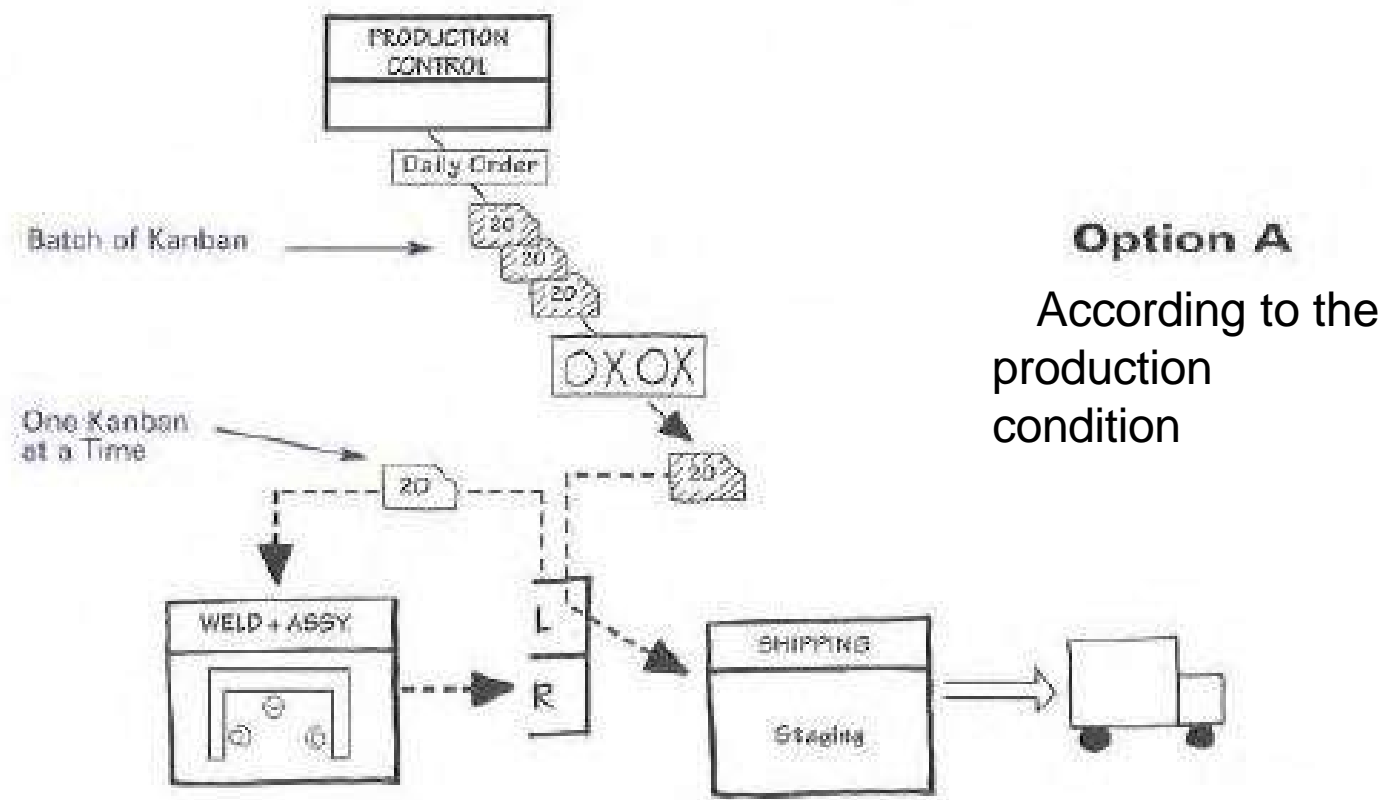 PRODUCTION
CONTROL
Daily Order
Batch of Kanban
20
20
20
OXOX
Option A
According to the
production
condition
One Kanban
at a Time
20
20
WELD + ASSY.
L
R
SHIPPING
Staging